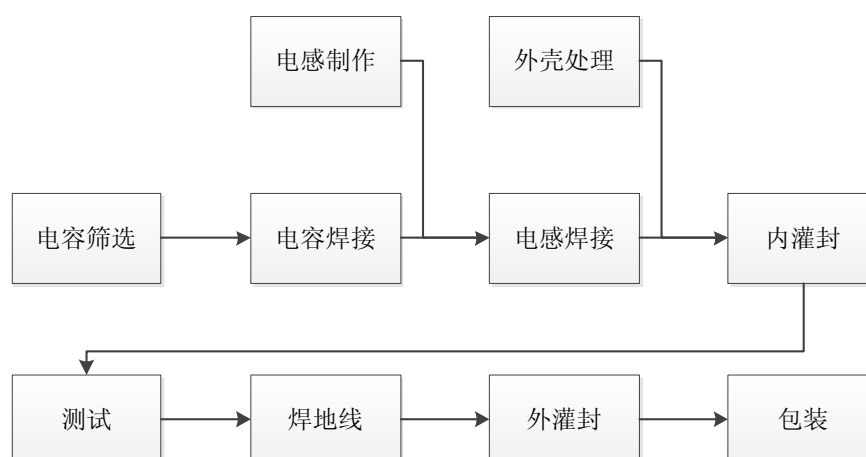 电感制作
外壳处理
电容筛选
电容焊接
电感焊接
内灌封
测试
焊地线
外灌封
包装